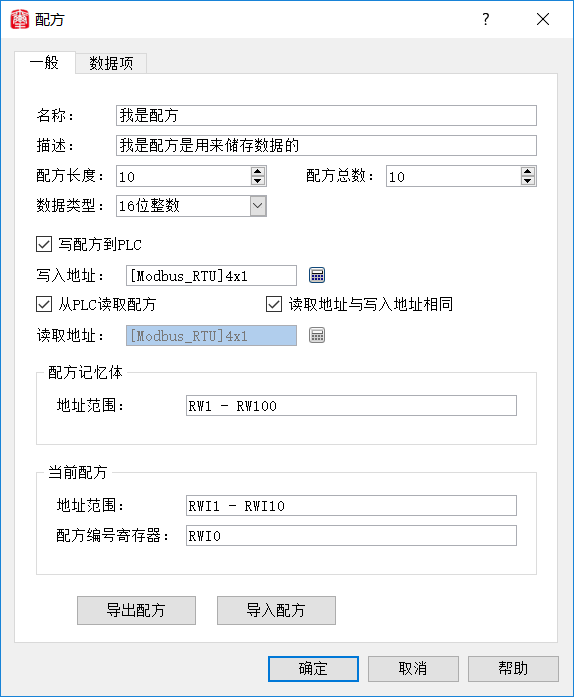 配方
一般 数据项
名称： 我是配方
描述： 我是配方是用来储存数据的
配方长度： 10 配方总数： 10
数据类型： 16位整数
写配方到PLC
写入地址： [Modbus_RTU]4x1
从PLC读取配方 读取地址与写入地址相同
读取地址： [Modbus_RTU]4x1
配方记忆体
地址范围： RW1 - RW100
当前配方
地址范围： RWI1 - RWI10
配方编号寄存器： RWI0
导出配方 导入配方
确定 取消 帮助